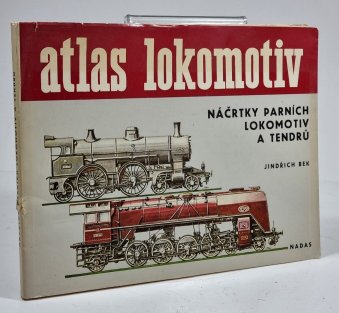 atlas lokomotiv
NÁČRTKY PARNÍCH
LOKOMOTIV
A TENDRŮ
JINDŘICH BEK
NADAS